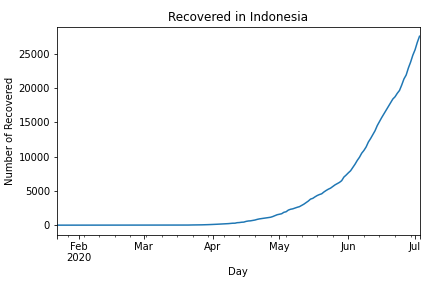 Recovered in Indonesia
Number of Recovered
25000
20000
15000
10000
5000
0
Feb Mar Apr May Jun Jul
2020
Day